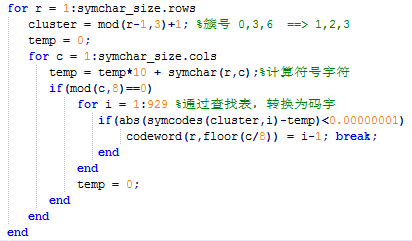 for r = 1:symchar_size.rows
    cluster = mod(r-1,3)+1; %簇号 0,3,6  ==> 1,2,3
    temp = 0;
    for c = 1:symchar_size.cols
        temp = temp*10 + symchar(r,c);%计算符号字符
        if(mod(c,8)==0)
            for i = 1:929 %通过查找表，转换为码字
                if(abs(symcodes(cluster,i)-temp)<0.00000001)
                    codeword(r,floor(c/8)) = i-1; break;
                end
            end
            temp = 0;
        end
    end
end